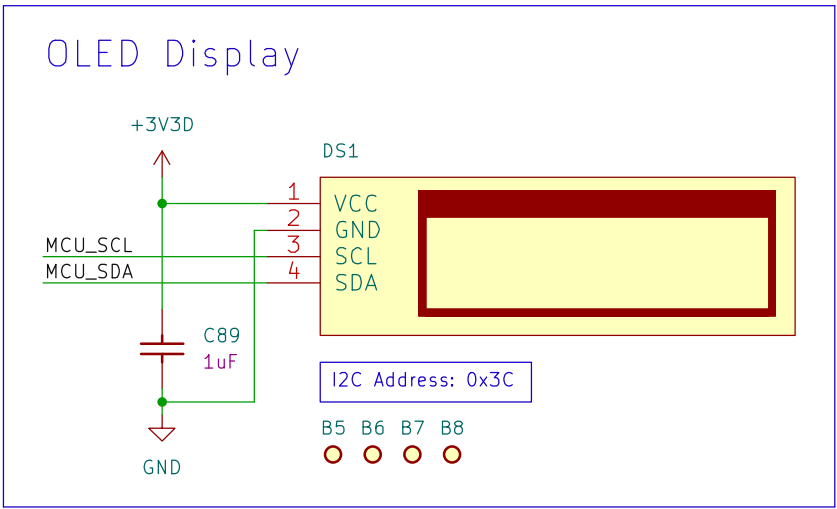 OLED Display
+3V3D
DS1
1 VCC
2 GND
MCU_SCL 3 SCL
MCU_SDA 4 SDA
C89
1uF
I2C Address: 0x3C
B5 B6 B7 B8
GND